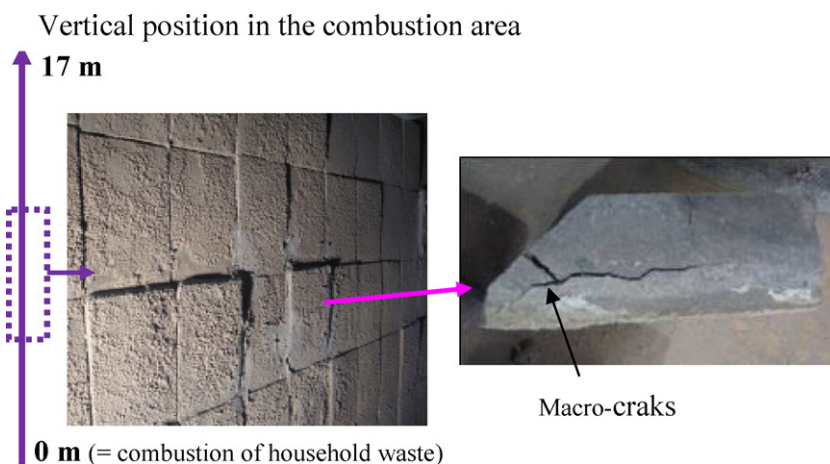 Vertical position in the combustion area
17 m
Macro-craks
0 m (= combustion of household waste)